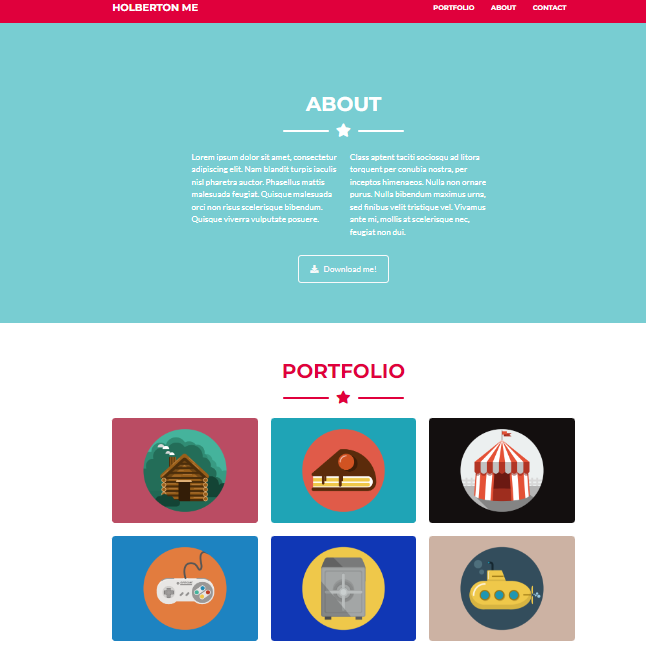 HOLBERTON ME
PORTFOLIO ABOUT CONTACT
ABOUT
Lorem ipsum dolor sit amet, consectetur
adipiscing elit. Nam blandit turpis iaculis
nisl pharetra auctor. Phasellus mattis
malesuada feugiat. Quisque malesuada
orci non risus scelerisque bibendum.
Quisque viverra vulputate posuere.
Class aptent taciti sociosqu ad litora
torquent per conubia nostra, per
inceptos himenaeos. Nulla non ornare
purus. Nulla bibendum maximus urna,
sed finibus velit tristique vel. Vivamus
ante mi, mollis at scelerisque nec,
feugiat non dui.
Download me!
PORTFOLIO